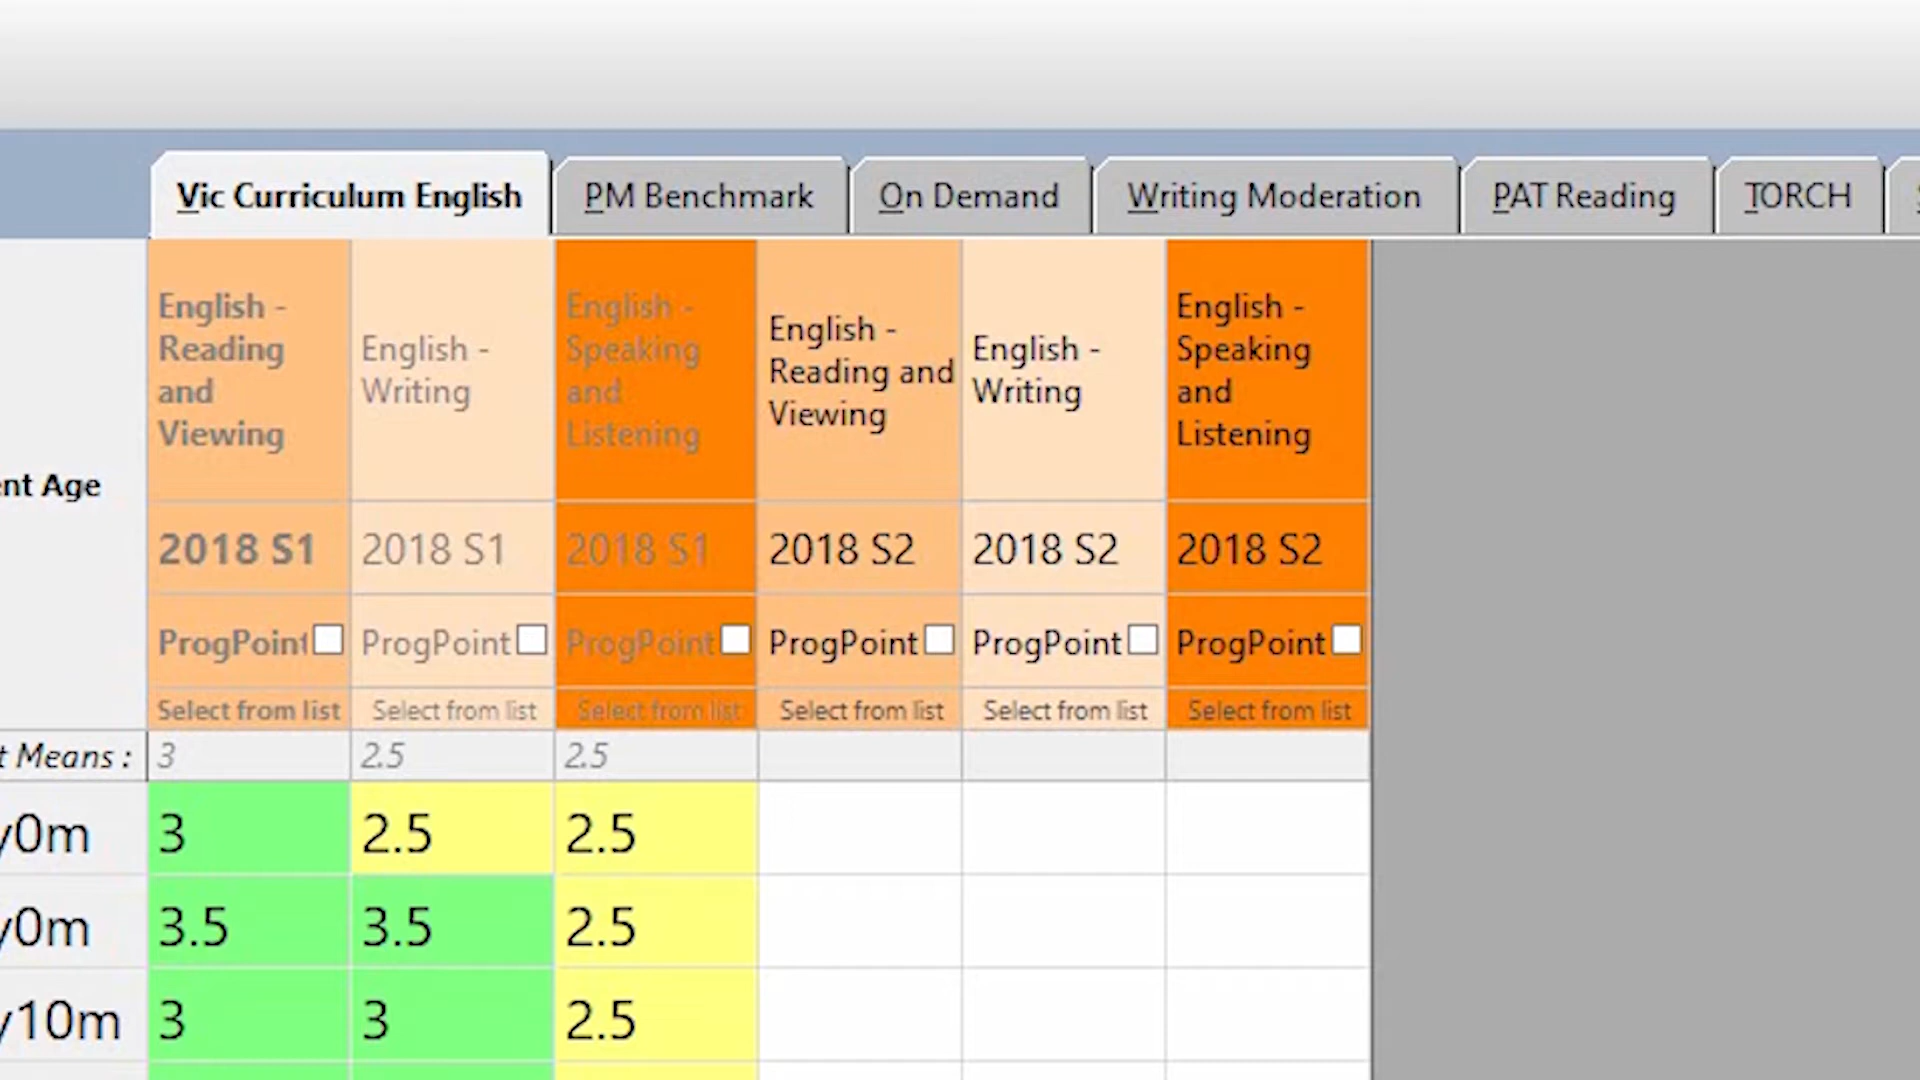 Vic Curriculum English PM Benchmark On Demand Writing Moderation PAT Reading TORCH
English - Reading and Viewing
English - Writing
English - Speaking and Listening
English - Reading and Viewing
English - Writing
English - Speaking and Listening
nt Age
2018 S1 2018 S1 2018 S1 2018 S2 2018 S2 2018 S2
ProgPoint ProgPoint ProgPoint ProgPoint ProgPoint ProgPoint
Select from list Select from list Select from list Select from list Select from list Select from list
t Means : 3 2.5 2.5
y0m 3 2.5 2.5
y0m 3.5 3.5 2.5
y10m 3 3 2.5